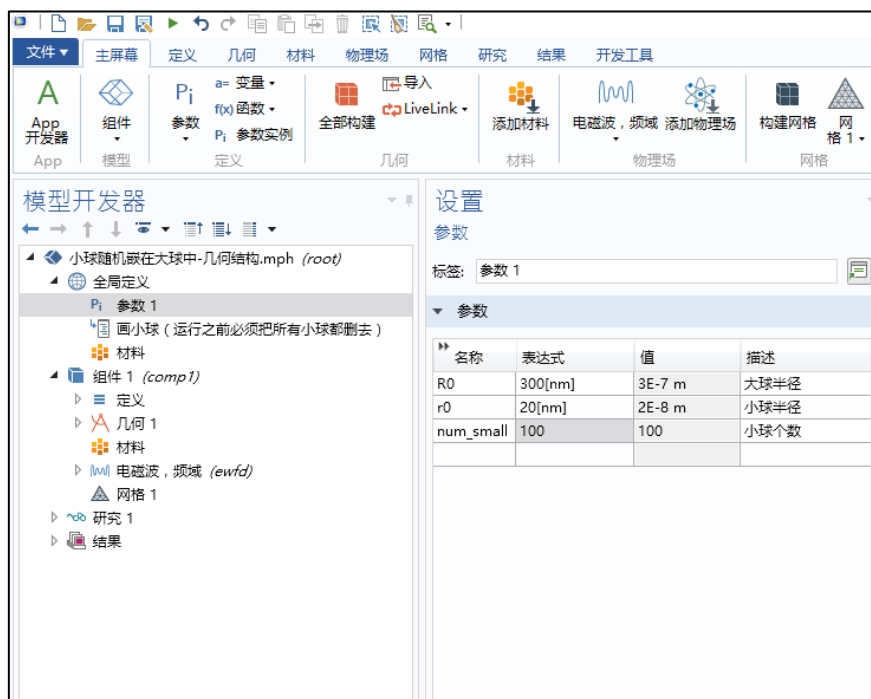 文件 主屏幕 定义 几何 材料 物理场 网格 研究 结果 开发工具
A Pi a= 变量 导入
f(x) 函数 LiveLink
App 开发器 组件 参数 Pi 参数实例 全部构建 添加材料 电磁波，频域 添加物理场 构建网格 网格 1
App 模型 定义 几何 材料 物理场 网格
模型开发器
小球随机嵌在大球中-几何结构.mph (root)
全局定义
Pi 参数 1
画小球（运行之前必须把所有小球都删去）
材料
组件 1 (comp1)
定义
几何 1
材料
电磁波，频域 (ewfd)
网格 1
研究 1
结果
设置
参数
标签: 参数 1
参数
名称 表达式 值 描述
R0 300[nm] 3E-7 m 大球半径
r0 20[nm] 2E-8 m 小球半径
num_small 100 100 小球个数